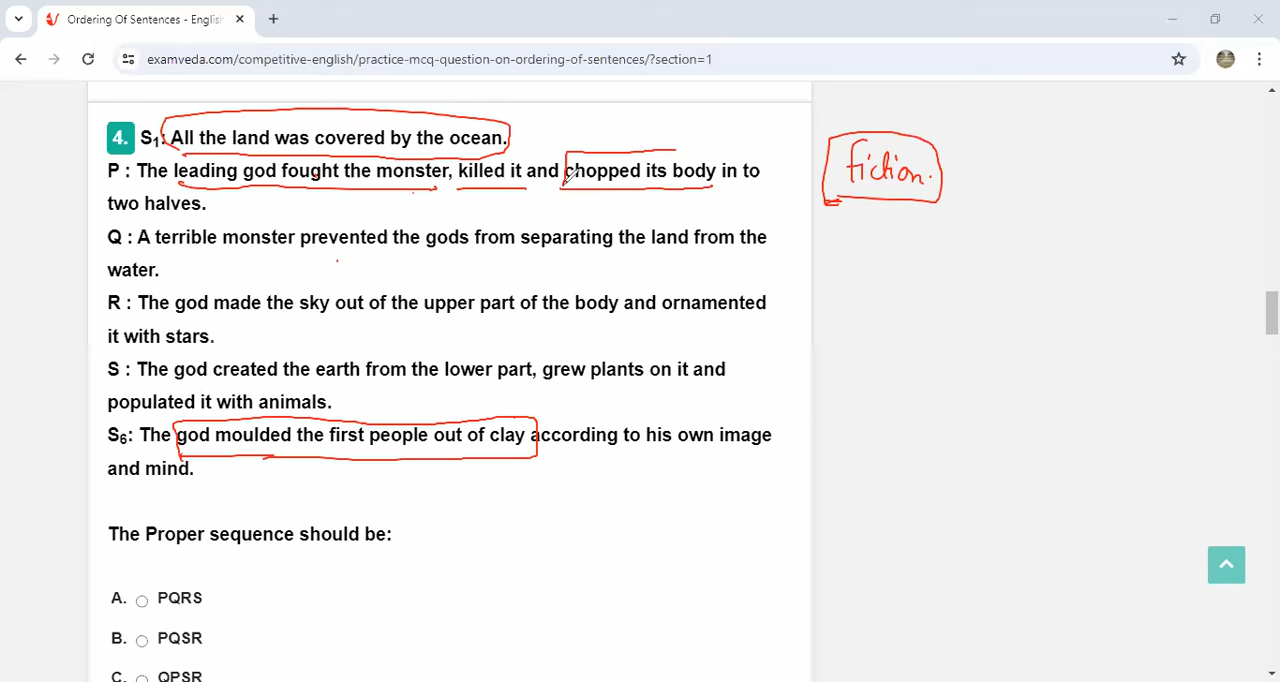 Ordering Of Sentences - Englis
examveda.com/competitive-english/practice-mcq-question-on-ordering-of-sentences/?section=1
4. S1: All the land was covered by the ocean.
P : The leading god fought the monster, killed it and chopped its body in to
two halves.
fiction.
Q : A terrible monster prevented the gods from separating the land from the
water.
R : The god made the sky out of the upper part of the body and ornamented
it with stars.
S : The god created the earth from the lower part, grew plants on it and
populated it with animals.
S6: The god moulded the first people out of clay according to his own image
and mind.
The Proper sequence should be:
A. PQRS
B. PQSR
C. QPSR